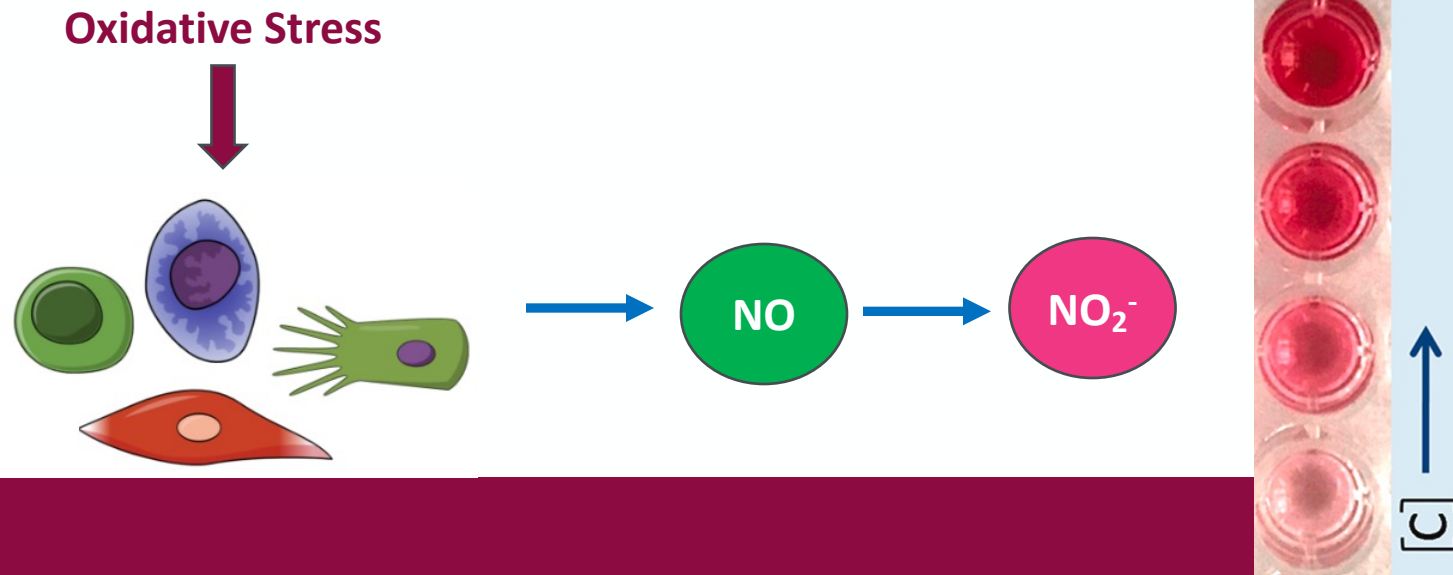 Oxidative Stress
NO
NO₂⁻
[C]